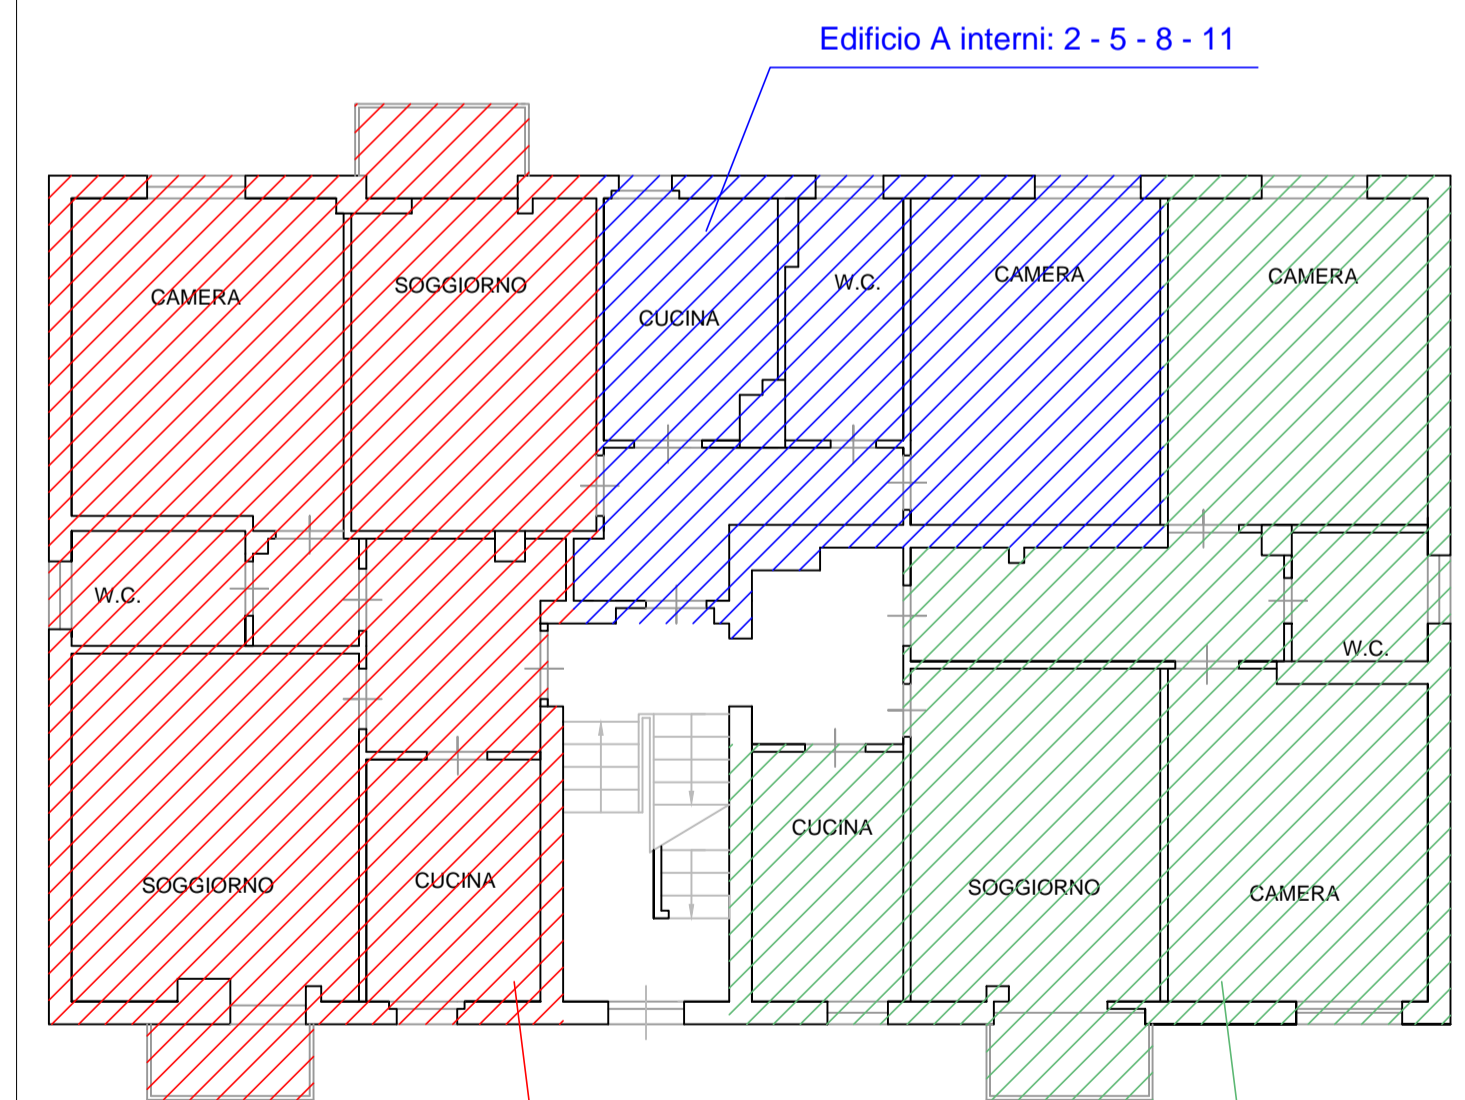 Edificio A interni: 2 - 5 - 8 - 11
CAMERA
SOGGIORNO
CUCINA
W.C.
CAMERA
CAMERA
W.C.
W.C.
SOGGIORNO
CUCINA
CUCINA
SOGGIORNO
CAMERA